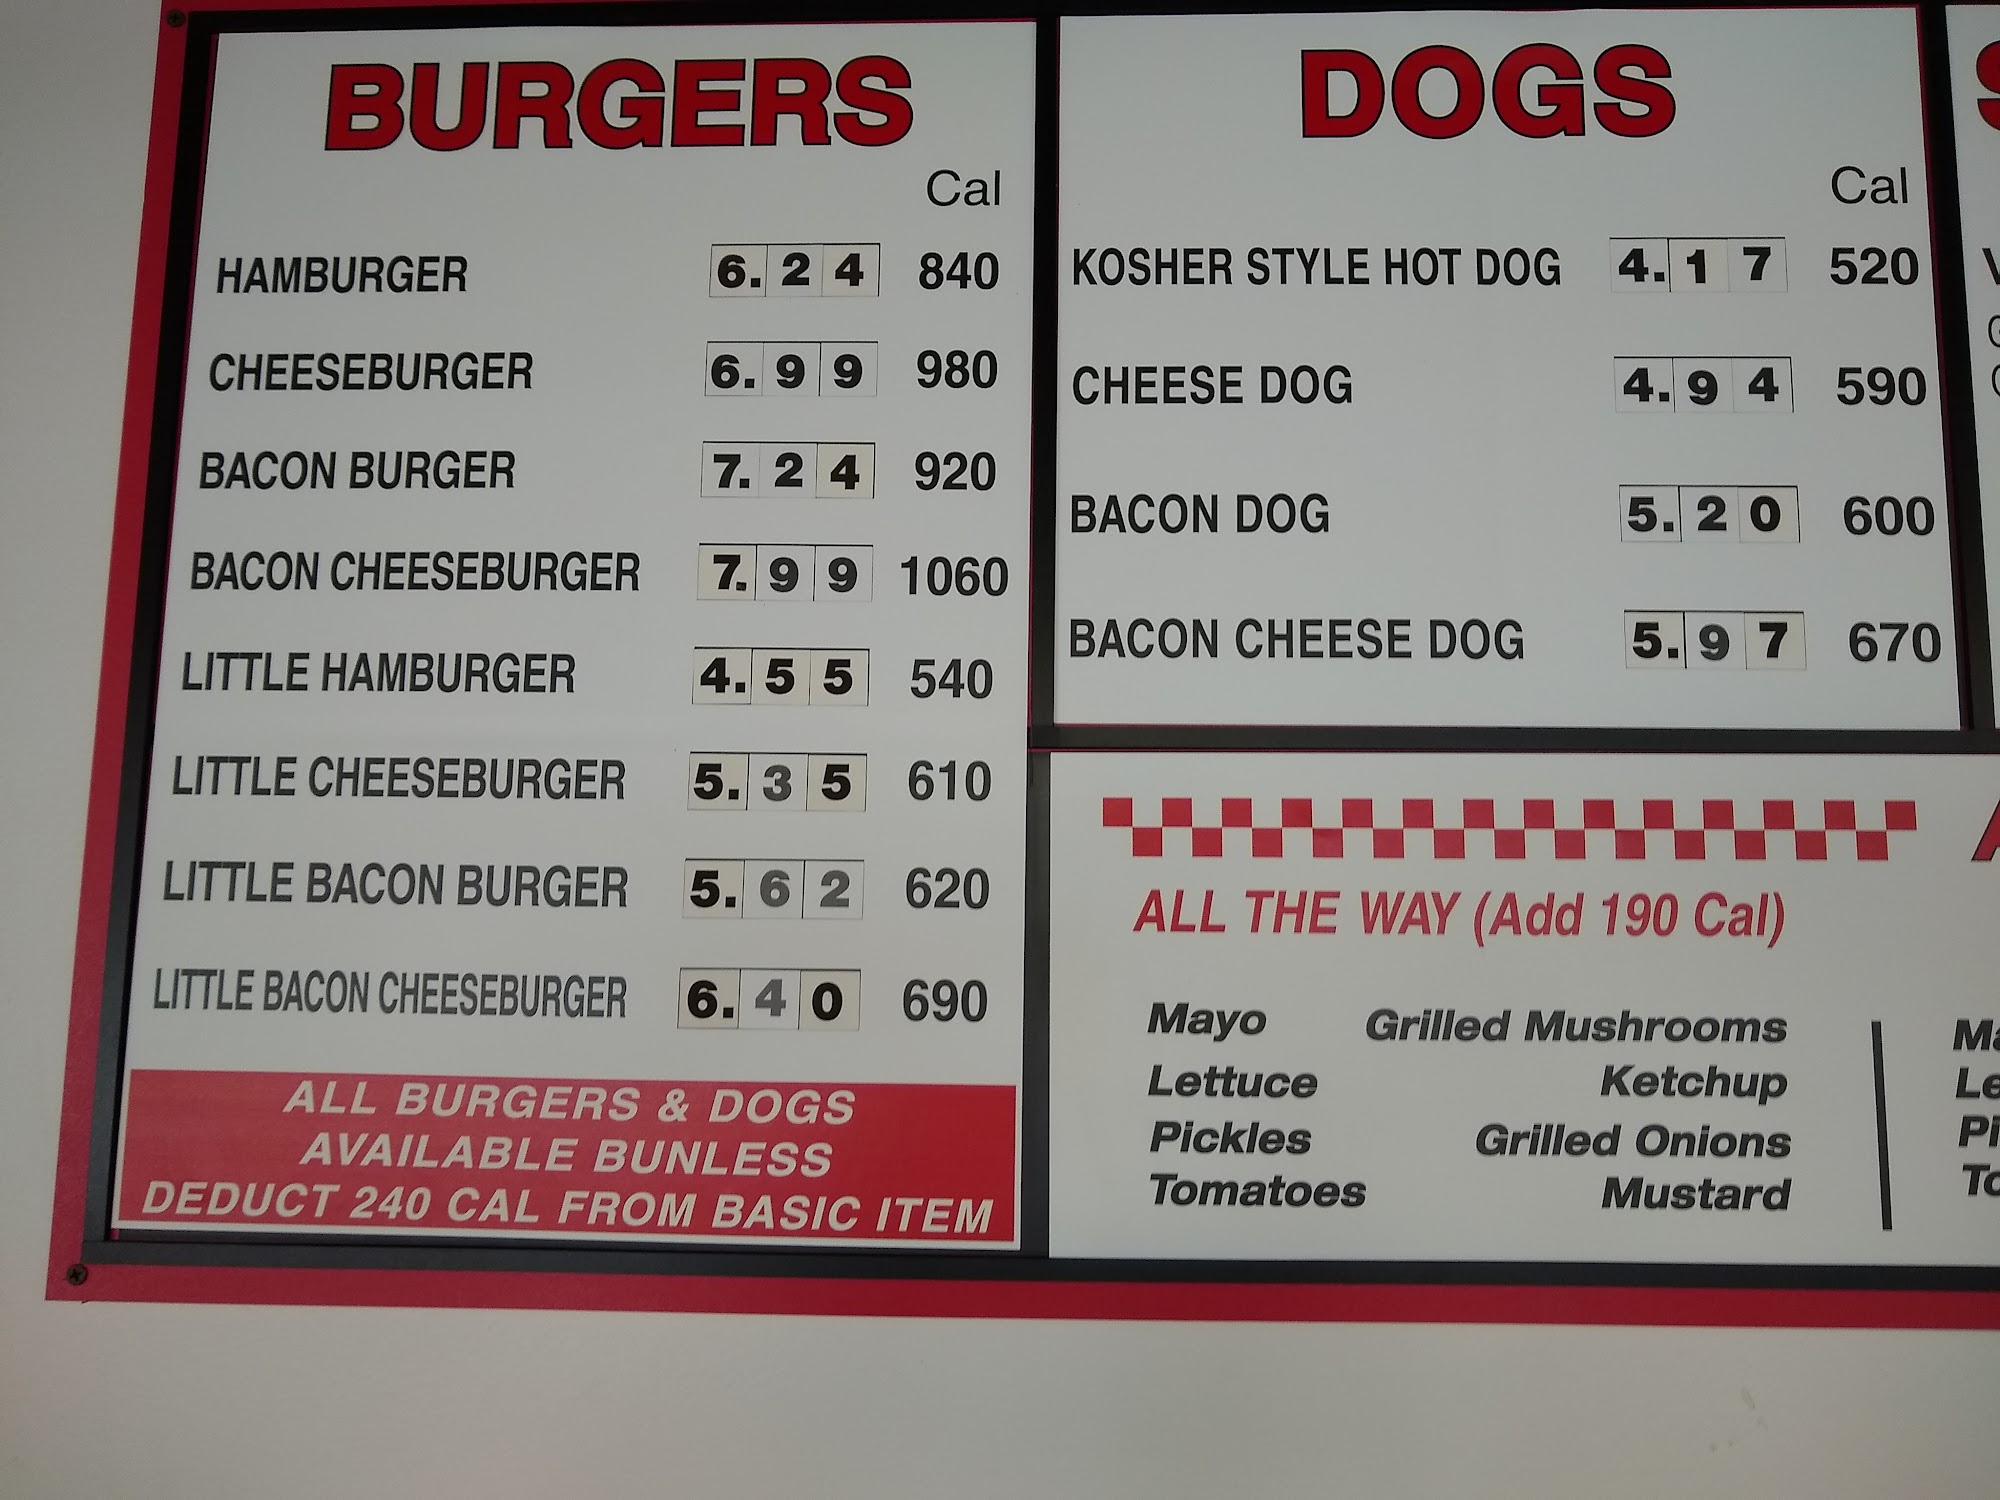 BURGERS
Cal
HAMBURGER 6.24 840
CHEESEBURGER 6.99 980
BACON BURGER 7.24 920
BACON CHEESEBURGER 7.99 1060
LITTLE HAMBURGER 4.55 540
LITTLE CHEESEBURGER 5.35 610
LITTLE BACON BURGER 5.62 620
LITTLE BACON CHEESEBURGER 6.40 690
ALL BURGERS & DOGS
AVAILABLE BUNLESS
DEDUCT 240 CAL FROM BASIC ITEM
DOGS
Cal
KOSHER STYLE HOT DOG 4.17 520
CHEESE DOG 4.94 590
BACON DOG 5.20 600
BACON CHEESE DOG 5.97 670
ALL THE WAY (Add 190 Cal)
Mayo Grilled Mushrooms
Lettuce Ketchup
Pickles Grilled Onions
Tomatoes Mustard